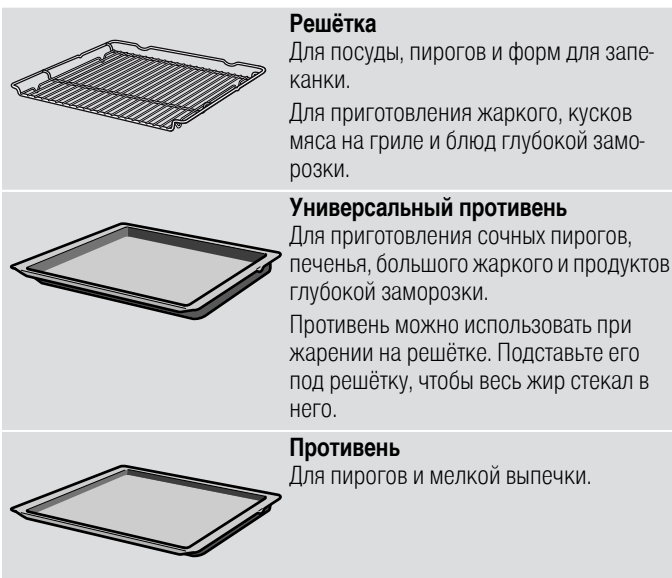 Решётка
Для посуды, пирогов и форм для запе-
канки.
Для приготовления жаркого, кусков
мяса на гриле и блюд глубокой замо-
розки.
Универсальный противень
Для приготовления сочных пирогов,
печенья, большого жаркого и продуктов
глубокой заморозки.
Противень можно использовать при
жарении на решётке. Подставьте его
под решётку, чтобы весь жир стекал в
него.
Противень
Для пирогов и мелкой выпечки.